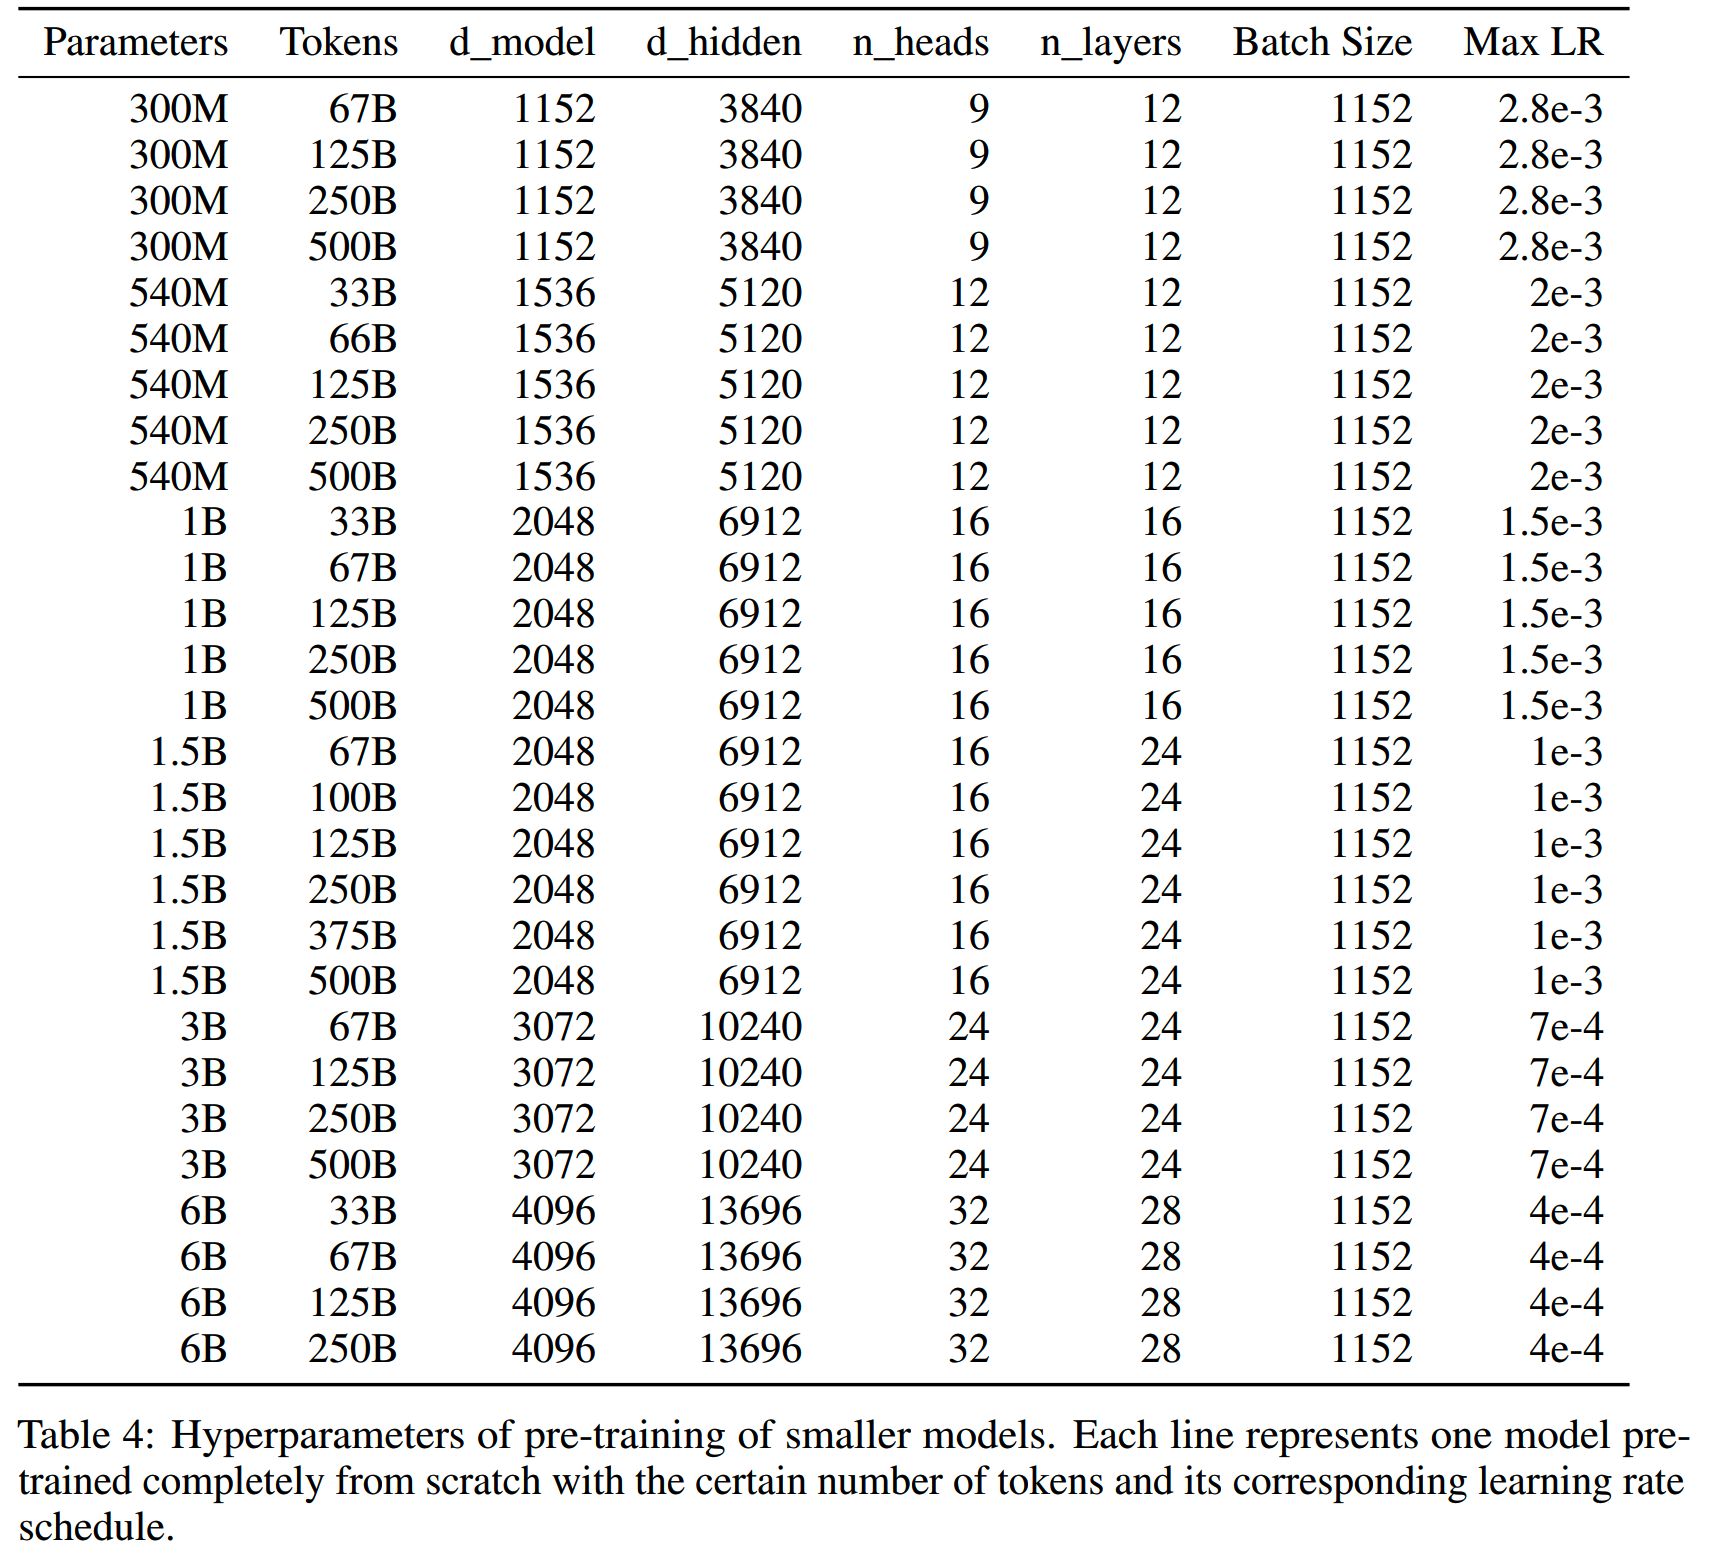 Parameters Tokens d_model d_hidden n_heads n_layers Batch Size Max LR
300M 67B 1152 3840 9 12 1152 2.8e-3
300M 125B 1152 3840 9 12 1152 2.8e-3
300M 250B 1152 3840 9 12 1152 2.8e-3
300M 500B 1152 3840 9 12 1152 2.8e-3
540M 33B 1536 5120 12 12 1152 2e-3
540M 66B 1536 5120 12 12 1152 2e-3
540M 125B 1536 5120 12 12 1152 2e-3
540M 250B 1536 5120 12 12 1152 2e-3
540M 500B 1536 5120 12 12 1152 2e-3
1B 33B 2048 6912 16 16 1152 1.5e-3
1B 67B 2048 6912 16 16 1152 1.5e-3
1B 125B 2048 6912 16 16 1152 1.5e-3
1B 250B 2048 6912 16 16 1152 1.5e-3
1B 500B 2048 6912 16 16 1152 1.5e-3
1.5B 67B 2048 6912 16 24 1152 1e-3
1.5B 100B 2048 6912 16 24 1152 1e-3
1.5B 125B 2048 6912 16 24 1152 1e-3
1.5B 250B 2048 6912 16 24 1152 1e-3
1.5B 375B 2048 6912 16 24 1152 1e-3
1.5B 500B 2048 6912 16 24 1152 1e-3
3B 67B 3072 10240 24 24 1152 7e-4
3B 125B 3072 10240 24 24 1152 7e-4
3B 250B 3072 10240 24 24 1152 7e-4
3B 500B 3072 10240 24 24 1152 7e-4
6B 33B 4096 13696 32 28 1152 4e-4
6B 67B 4096 13696 32 28 1152 4e-4
6B 125B 4096 13696 32 28 1152 4e-4
6B 250B 4096 13696 32 28 1152 4e-4
Table 4: Hyperparameters of pre-training of smaller models. Each line represents one model pre-
trained completely from scratch with the certain number of tokens and its corresponding learning rate
schedule.